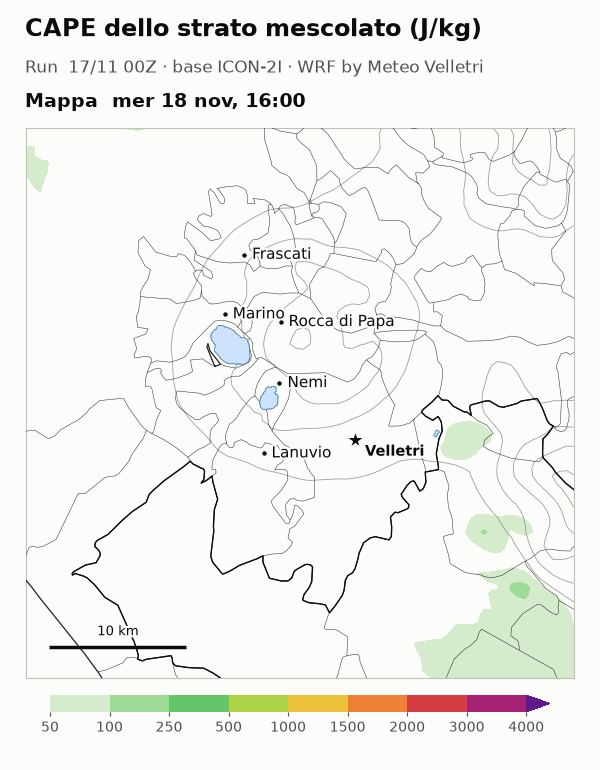 CAPE dello strato mescolato (J/kg)
Run  17/11 00Z · base ICON-2I · WRF by Meteo Velletri
Mappa  mer 18 nov, 16:00
Frascati
Marino
Rocca di Papa
Nemi
Velletri
Lanuvio
10 km
50 100 250 500 1000 1500 2000 3000 4000